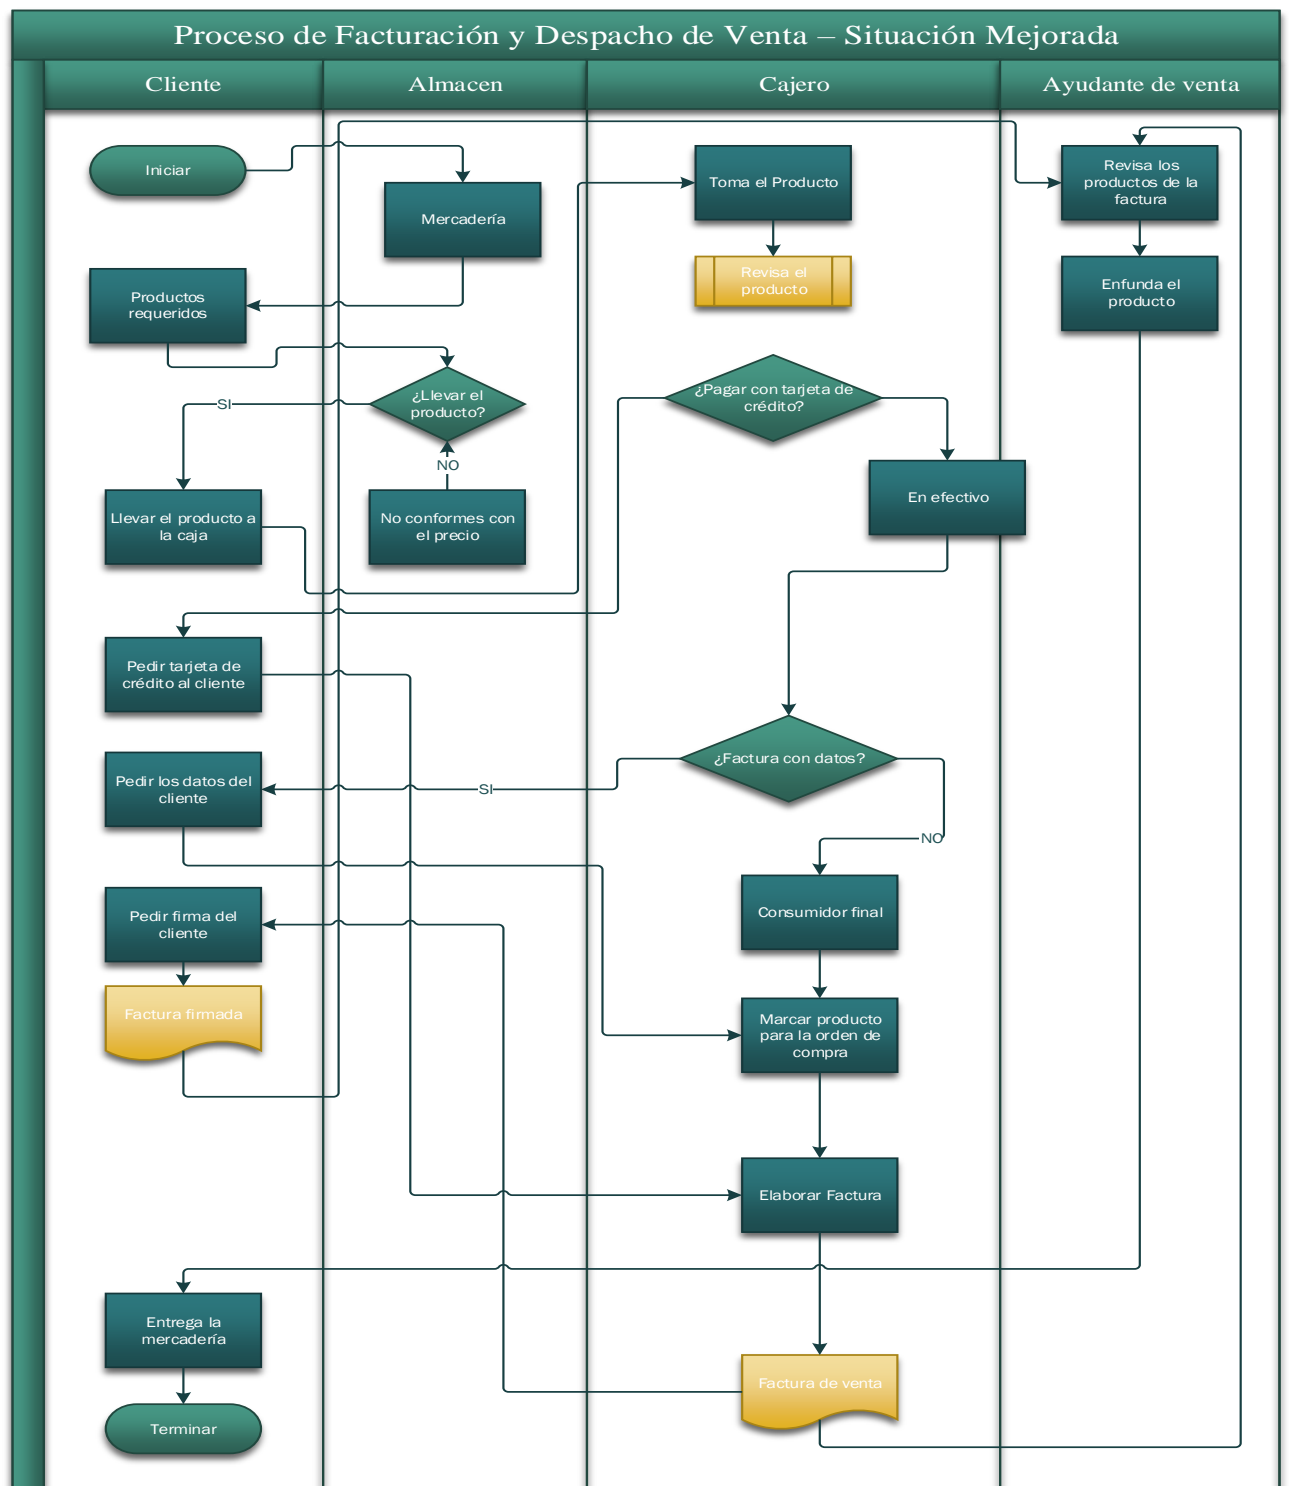 Proceso de Facturación y Despacho de Venta – Situación Mejorada
Cliente
Almacen
Cajero
Ayudante de venta
Iniciar
Mercadería
Toma el Producto
Revisa los
productos de la
factura
Productos
requeridos
Revisa el
producto
Enfunda el
producto
¿Llevar el
producto?
SI
NO
¿Pagar con tarjeta de
crédito?
En efectivo
Llevar el producto a
la caja
No conformes con
el precio
Pedir tarjeta de
crédito al cliente
¿Factura con datos?
Pedir los datos del
cliente
SI
NO
Consumidor final
Pedir firma del
cliente
Factura firmada
Marcar producto
para la orden de
compra
Elaborar Factura
Entrega la
mercadería
Factura de venta
Terminar